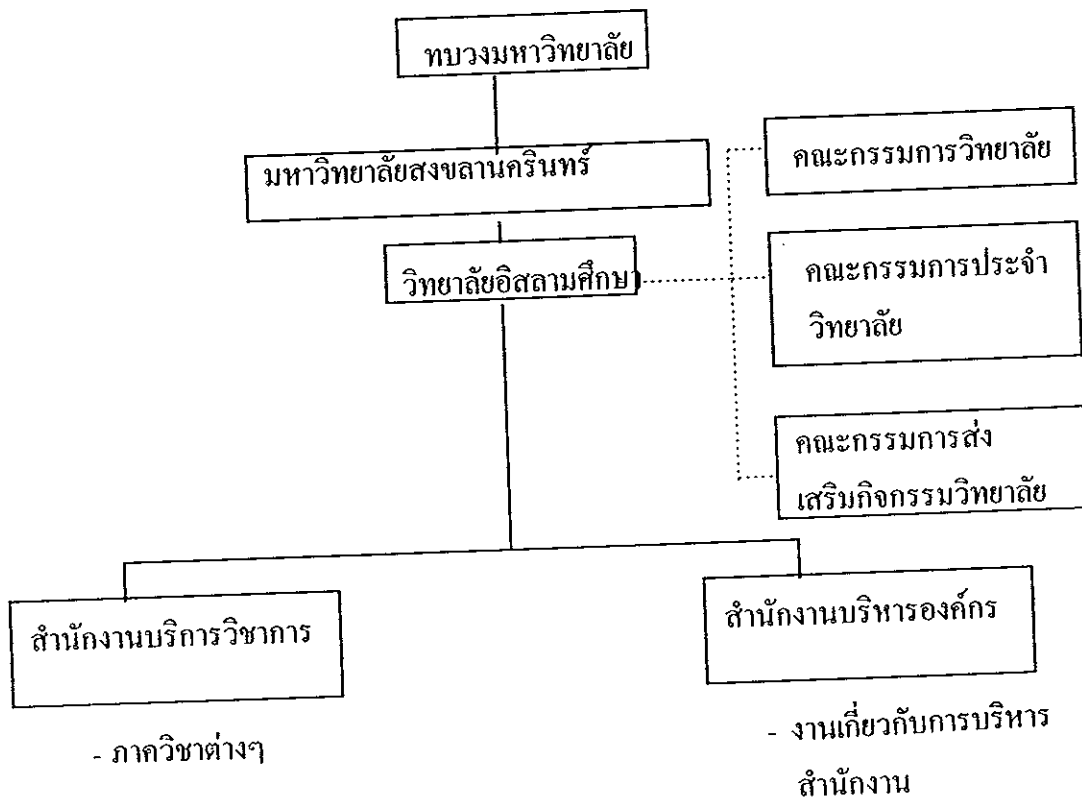 ทบวงมหาวิทยาลัย
มหาวิทยาลัยสงขลานครินทร์
วิทยาลัยอิสลามศึกษา
คณะกรรมการวิทยาลัย
คณะกรรมการประจำ
วิทยาลัย
คณะกรรมการส่ง
เสริมกิจกรรมวิทยาลัย
สำนักงานบริการวิชาการ
- ภาควิชาต่างๆ
สำนักงานบริหารองค์กร
- งานเกี่ยวกับการบริหาร
สำนักงาน